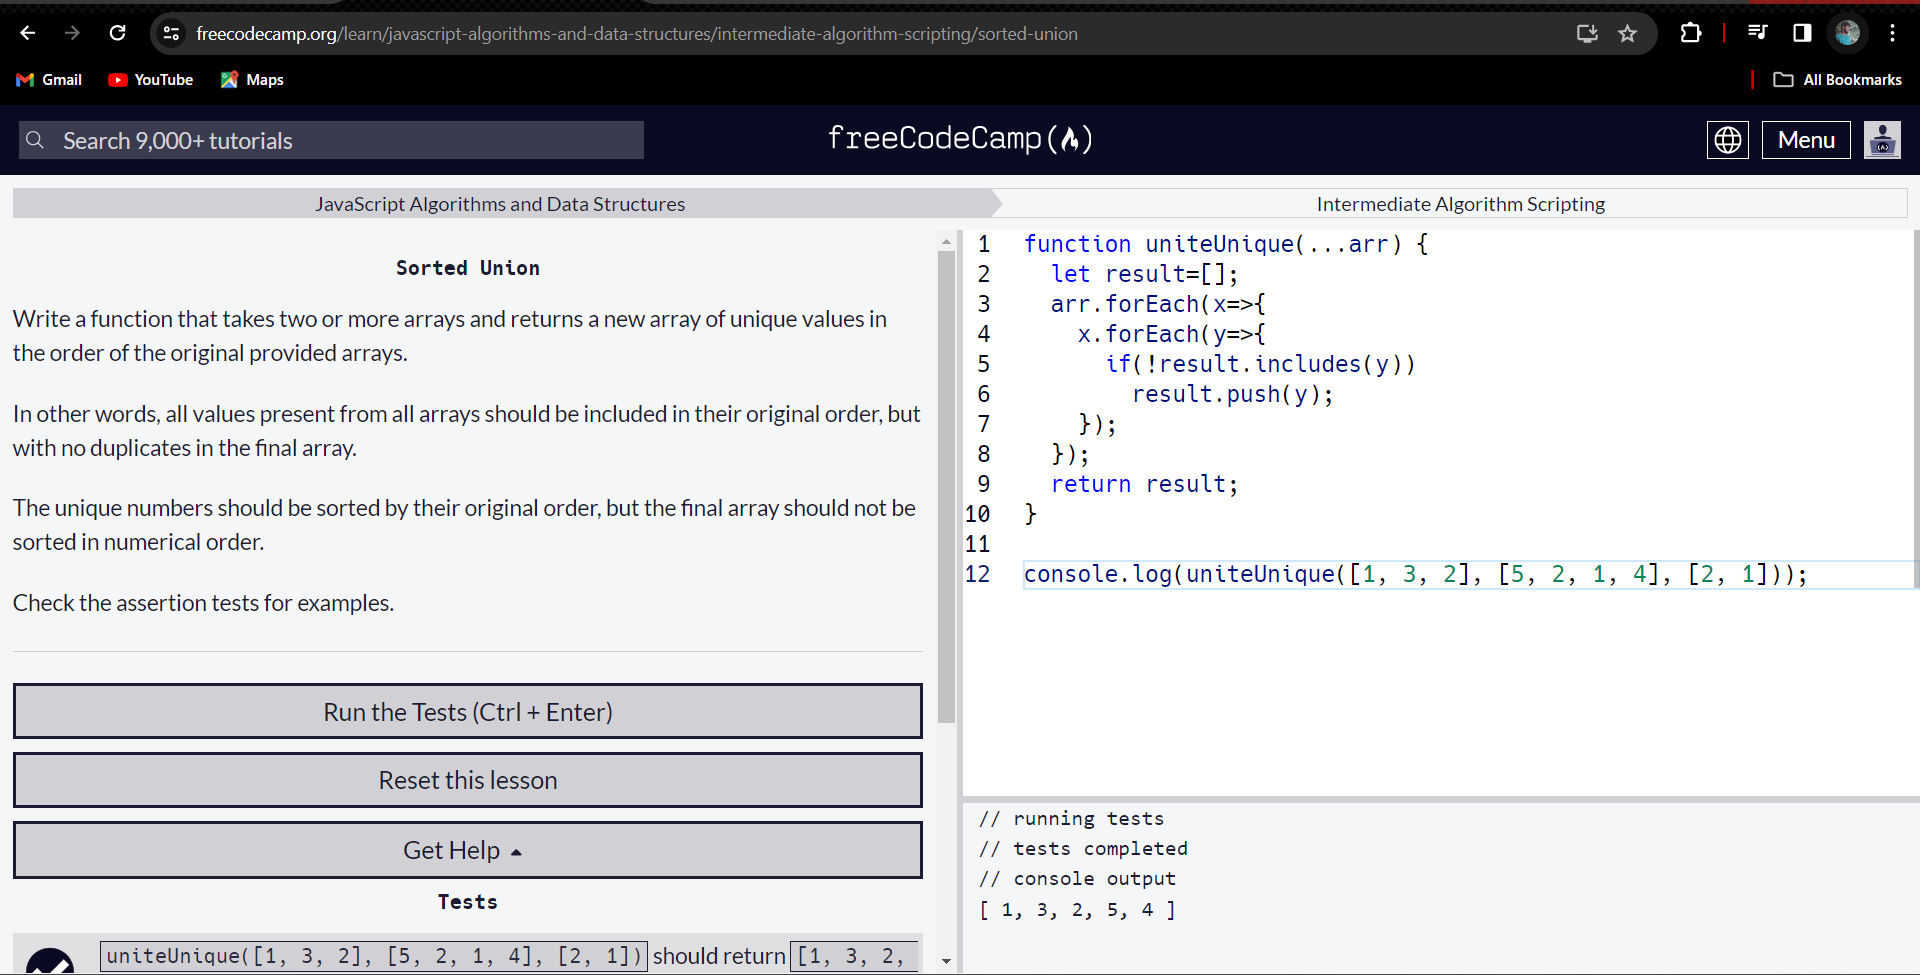 freecodecamp.org/learn/javascript-algorithms-and-data-structures/intermediate-algorithm-scripting/sorted-union
Gmail YouTube Maps All Bookmarks
Search 9,000+ tutorials freeCodeCamp Menu
JavaScript Algorithms and Data Structures Intermediate Algorithm Scripting
Sorted Union
Write a function that takes two or more arrays and returns a new array of unique values in
the order of the original provided arrays.
In other words, all values present from all arrays should be included in their original order, but
with no duplicates in the final array.
The unique numbers should be sorted by their original order, but the final array should not be
sorted in numerical order.
Check the assertion tests for examples.
Run the Tests (Ctrl + Enter)
Reset this lesson
Get Help
Tests
uniteUnique([1, 3, 2], [5, 2, 1, 4], [2, 1]) should return [1, 3, 2,
1 function uniteUnique(...arr) {
2 let result=[];
3 arr.forEach(x=>{
4 x.forEach(y=>{
5 if(!result.includes(y))
6 result.push(y);
7 });
8 });
9 return result;
10 }
11
12 console.log(uniteUnique([1, 3, 2], [5, 2, 1, 4], [2, 1]));
// running tests
// tests completed
// console output
[ 1, 3, 2, 5, 4 ]